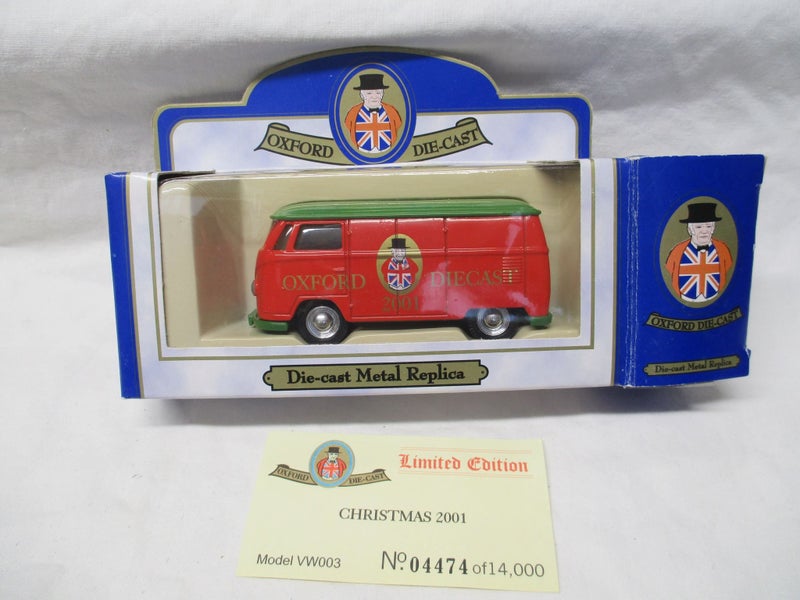 OXFORD DIE-CAST
OXFORD DIECAST
2001
Die-cast Metal Replica
OXFORD DIE-CAST
Die-cast Metal Replica
OXFORD DIE-CAST
Limited Edition
CHRISTMAS 2001
Model VW003 No. 04474 of 14,000